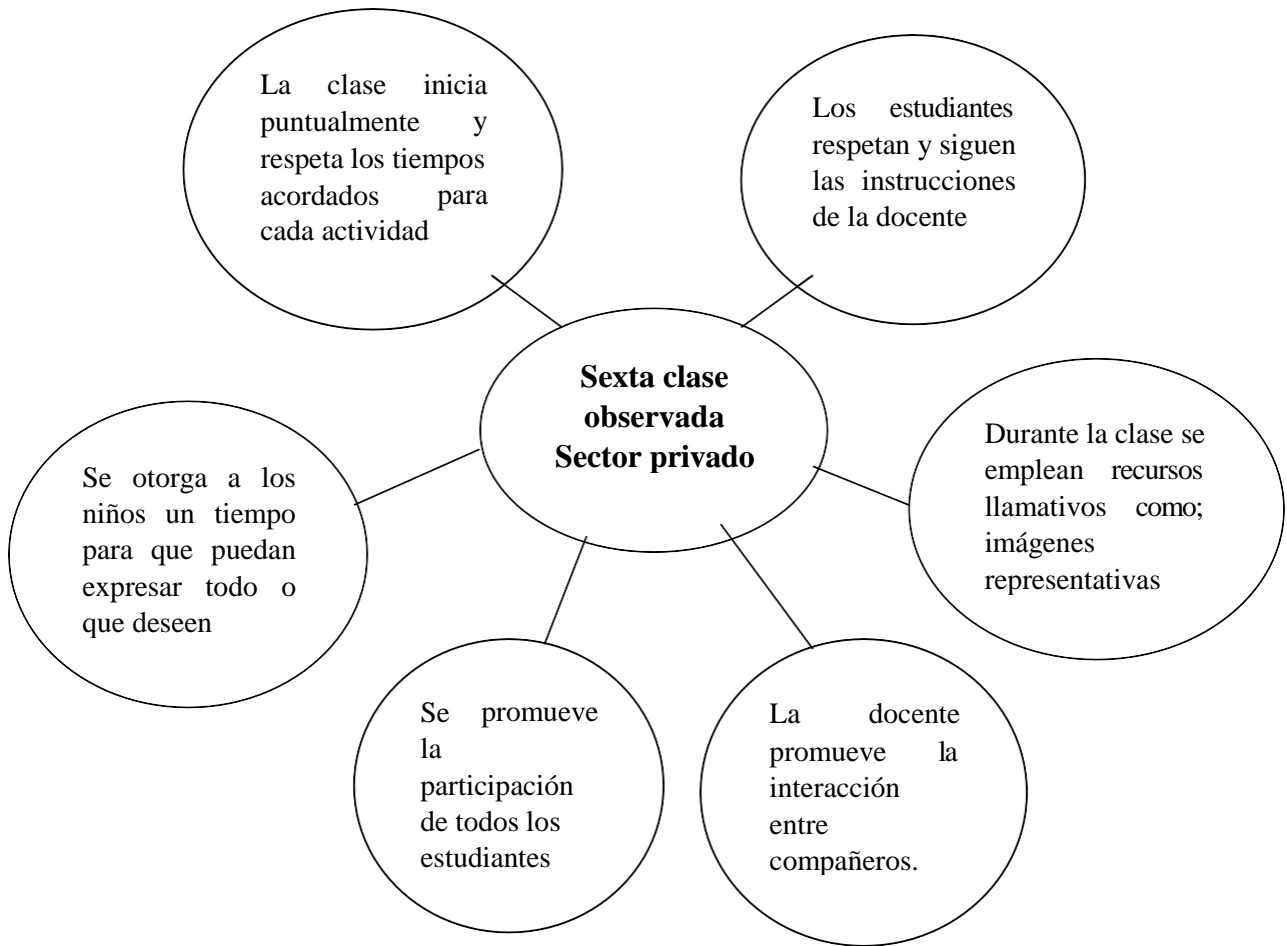 La clase inicia
puntualmente y
respeta los tiempos
acordados para
cada actividad
Los estudiantes
respetan y siguen
las instrucciones
de la docente
Sexta clase
observada
Sector privado
Durante la clase se
emplean recursos
llamativos como;
imágenes
representativas
Se otorga a los
niños un tiempo
para que puedan
expresar todo o
que deseen
Se promueve
la
participación
de todos los
estudiantes
La docente
promueve la
interacción
entre
compañeros.